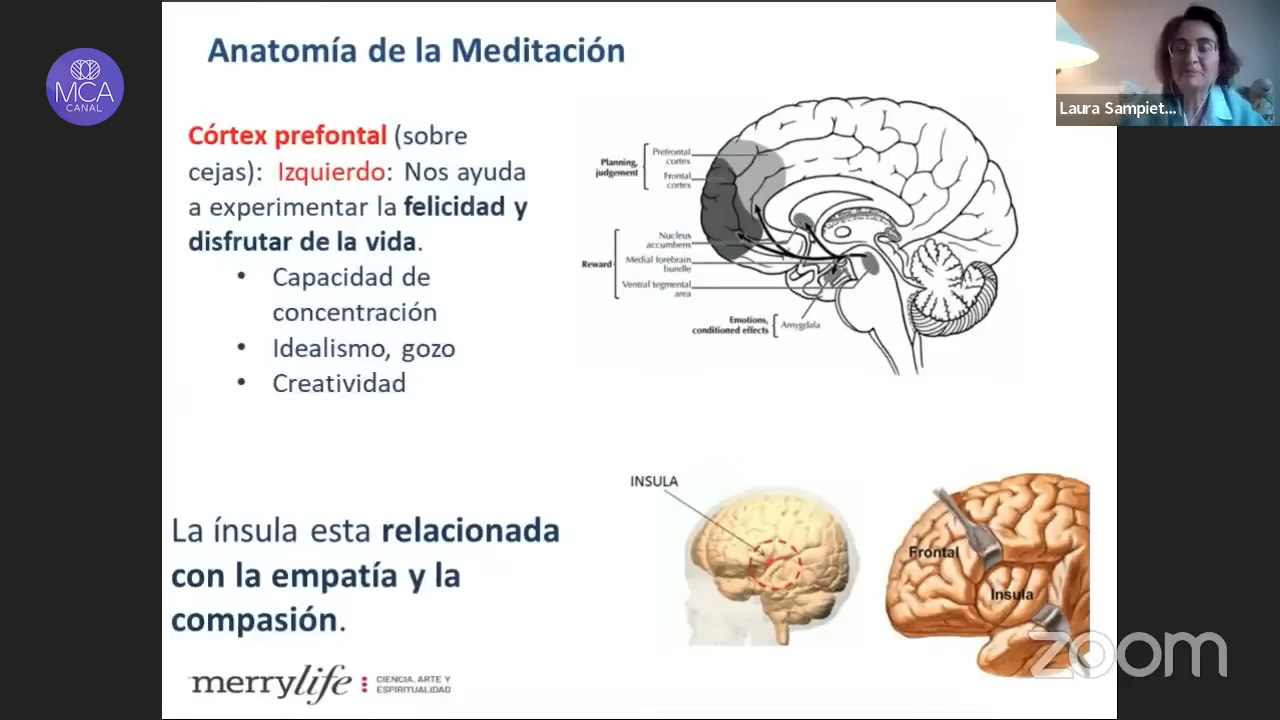 Anatomía de la Meditación
MCA
CANAL
Laura Sampiet...
Córtex prefontal (sobre
cejas): Izquierdo: Nos ayuda
a experimentar la felicidad y
disfrutar de la vida.
• Capacidad de
concentración
• Idealismo, gozo
• Creatividad
Planning,
judgement
Prefrontal
cortex
Frontal
cortex
Reward
Nucleus
accumbens
Medial forebrain
bundle
Ventral tegmental
area
Emotions,
conditioned effects
Amygdala
INSULA
La ínsula esta relacionada
con la empatía y la
compasión.
Frontal
Insula
merrylife
CIENCIA, ARTE Y
ESPIRITUALIDAD
zoom